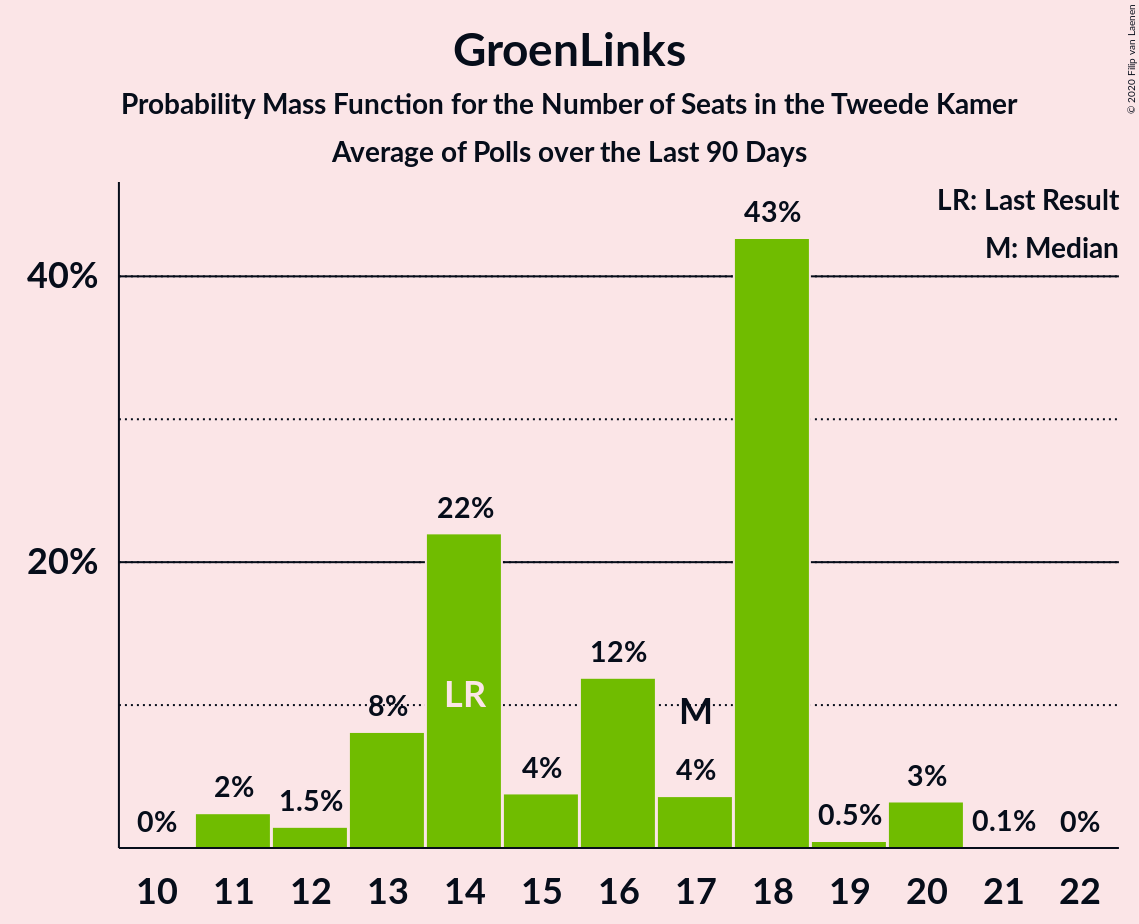 GroenLinks
Probability Mass Function for the Number of Seats in the Tweede Kamer
Average of Polls over the Last 90 Days
© 2020 Filip van Laenen
LR: Last Result
M: Median
40%
20%
0%
2%
1.5%
8%
22%
LR
4%
12%
M
4%
43%
0.5%
3%
0.1%
0%
10 11 12 13 14 15 16 17 18 19 20 21 22